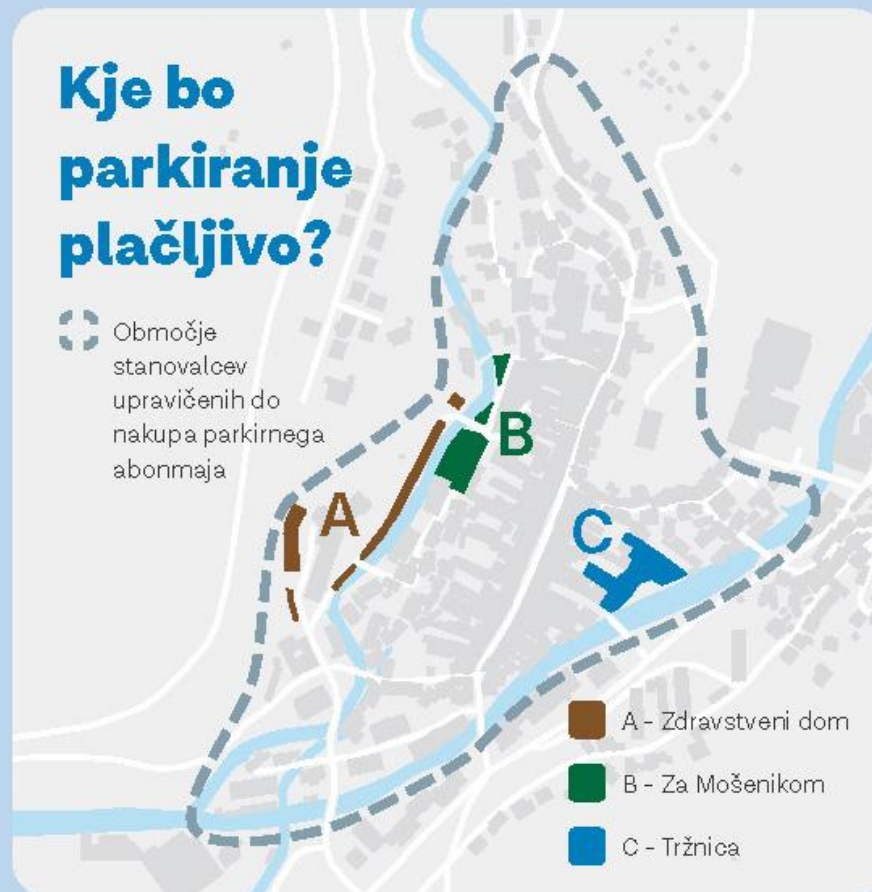 Kje bo
parkiranje
plačljivo?
Območje
stanovalcev
upravičenih do
nakupa parkirnega
abonmaja
A
B
C
A - Zdravstveni dom
B - Za Mošenikom
C - Tržnica